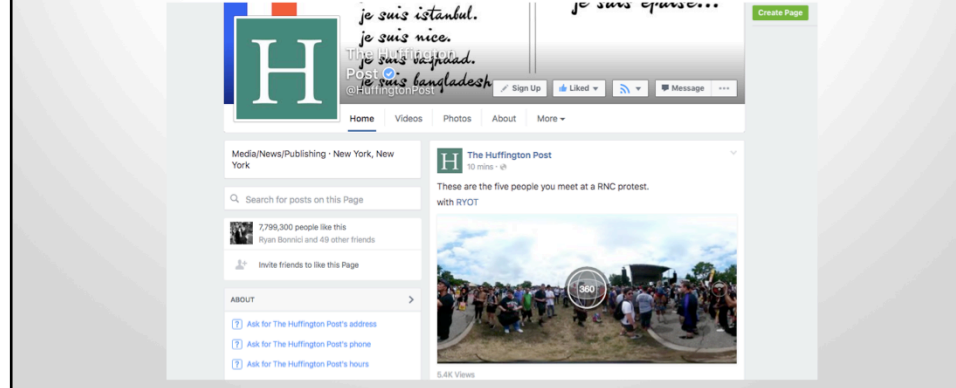 je suis istanbul.
je suis épuisé...
Create Page
je suis nice.
The Huffington
je suis baghdad.
Post
je suis bangladesh
@HuffingtonPost
Sign Up
Liked
Message
H
Home Videos Photos About More
Media/News/Publishing · New York, New
York
Search for posts on this Page
7,799,300 people like this
Ryan Bonnici and 49 other friends
Invite friends to like this Page
ABOUT
Ask for The Huffington Post's address
Ask for The Huffington Post's phone
Ask for The Huffington Post's hours
H
The Huffington Post
10 mins ·
These are the five people you meet at a RNC protest.
with RYOT
360
5.4K Views